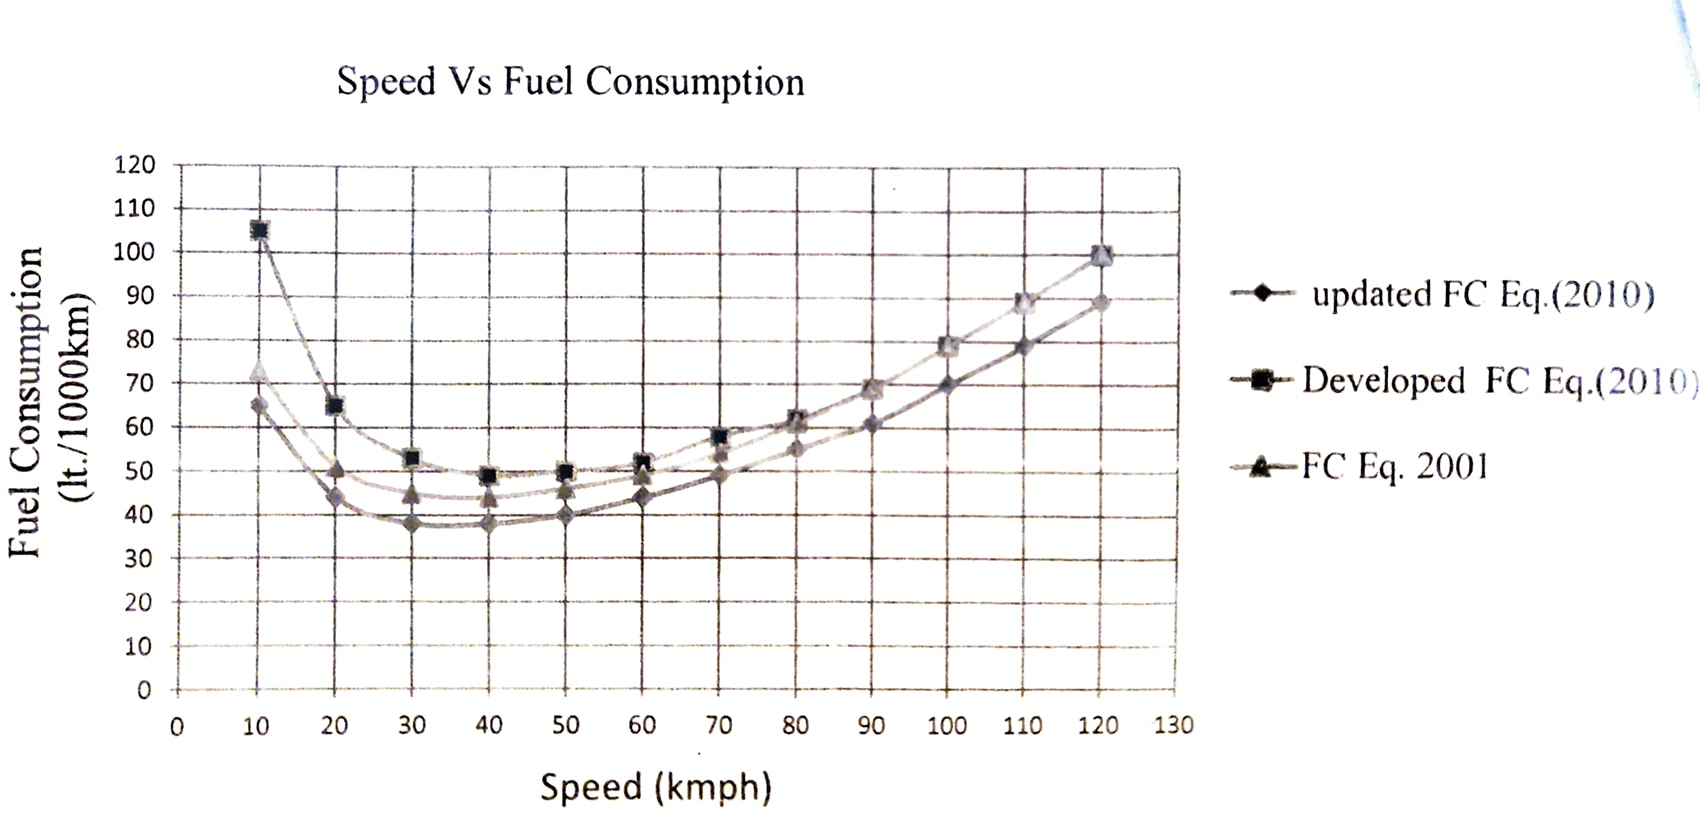 Speed Vs Fuel Consumption
Fuel Consumption
(lt./1000km)
120
110
100
90
80
70
60
50
40
30
20
10
0
0 10 20 30 40 50 60 70 80 90 100 110 120 130
Speed (kmph)
updated FC Eq.(2010)
Developed FC Eq.(2010)
FC Eq. 2001